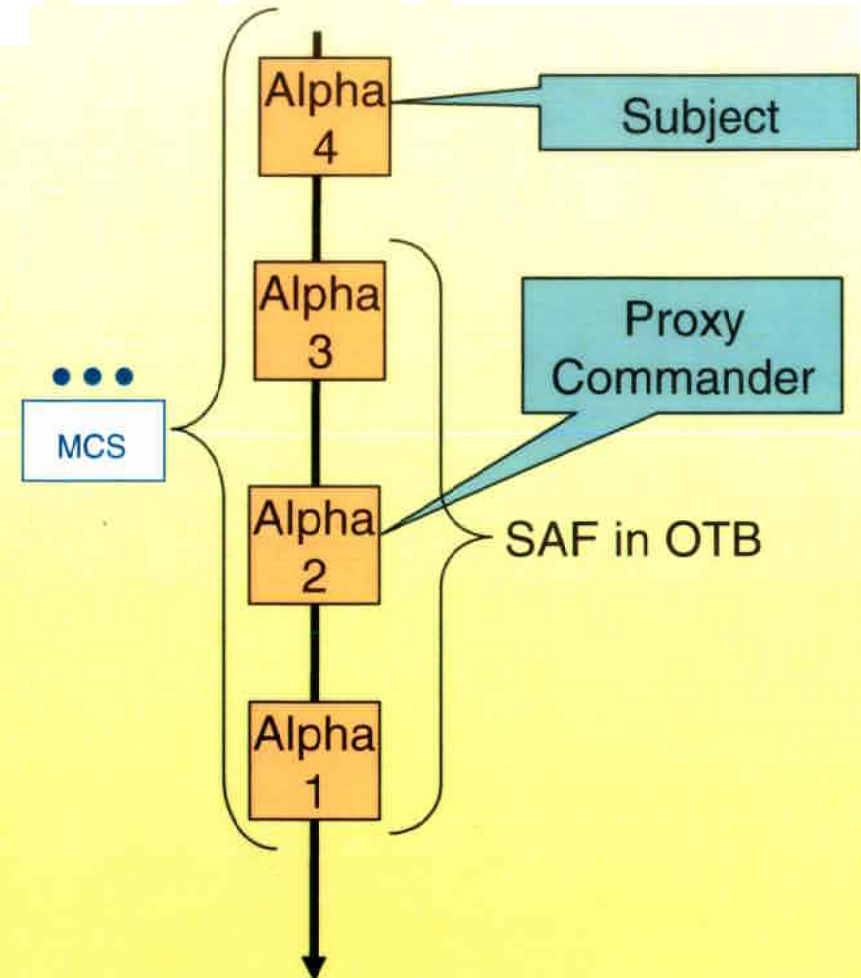 Alpha
4
Subject
Alpha
3
Proxy
Commander
MCS
Alpha
2
SAF in OTB
Alpha
1